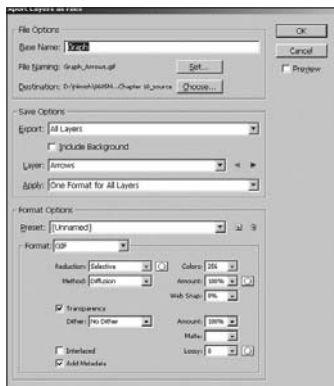 Export Layers as Files
File Options
Base Name: Graph
OK
File Naming: Graph_Arrows.gif
Set...
Cancel
Destination: Chapter 10_source
Choose...
Preview
Save Options
Export: All Layers
Include Background
Layer: Arrows
Apply: One Format for All Layers
Format Options
Preset: [Unnamed]
Format: GIF
Reduction: Selective
Colors: 256
Method: Diffusion
Amount: 100%
Web Snap: 0%
Transparency
Dither: No Dither
Amount: 100%
Matte:
Interlaced
Lossy: 0
Add Metadata